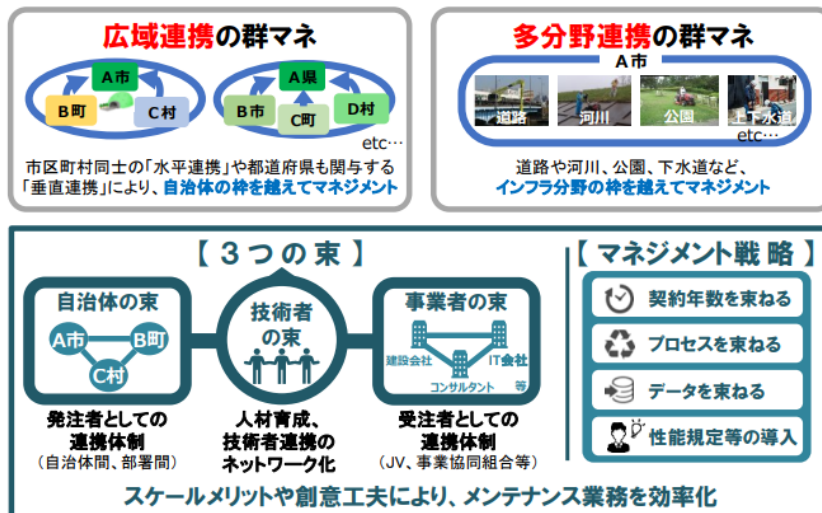 広域連携の群マネ
A市
B町
C村
A県
B市
C町
D村
etc…
市区町村同士の「水平連携」や都道府県も関与する
「垂直連携」により、自治体の枠を越えてマネジメント
多分野連携の群マネ
A市
道路
河川
公園
上下水道
etc…
道路や河川、公園、下水道など、
インフラ分野の枠を越えてマネジメント
【３つの束】
自治体の束
A市
B町
C村
発注者としての
連携体制
（自治体間、部署間）
技術者
の束
人材育成、
技術者連携の
ネットワーク化
事業者の束
建設会社
IT会社
コンサルタント
等
受注者としての
連携体制
（JV、事業協同組合等）
【マネジメント戦略】
契約年数を束ねる
プロセスを束ねる
データを束ねる
性能規定等の導入
スケールメリットや創意工夫により、メンテナンス業務を効率化